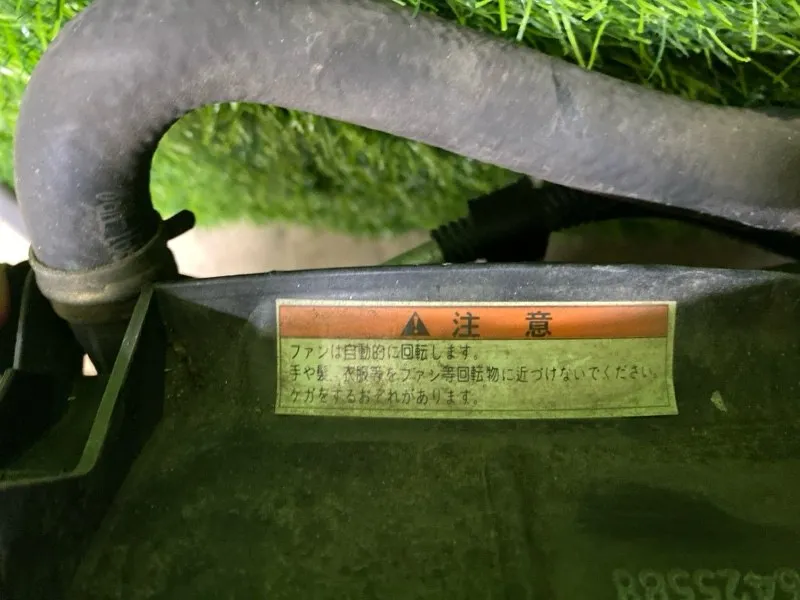 注意
ファンは自動的に回転します。
手や髪、衣服等をファン等回転物に近づけないでください。
ケガをするおそれがあります。